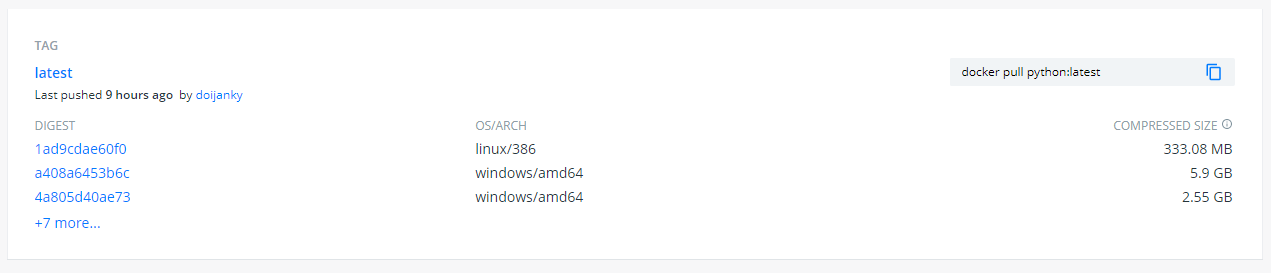 TAG
latest
docker pull python:latest
Last pushed 9 hours ago by doijanky
DIGEST OS/ARCH COMPRESSED SIZE
1ad9cdae60f0 linux/386 333.08 MB
a408a6453b6c windows/amd64 5.9 GB
4a805d40ae73 windows/amd64 2.55 GB
+7 more...